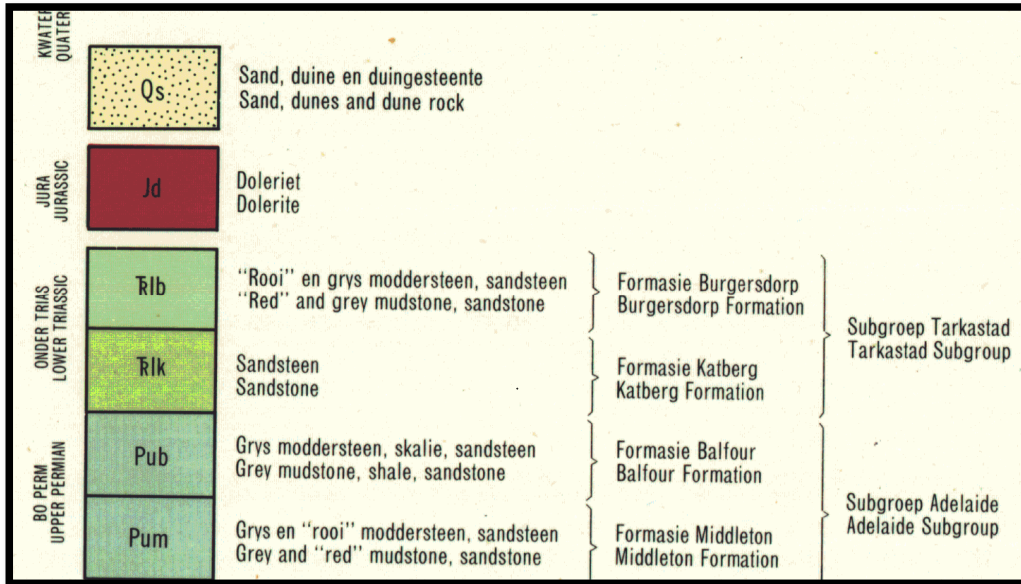 KWATER
QUATER
Qs
Sand, duine en duingesteente
Sand, dunes and dune rock
JURA
JURASSIC
Jd
Doleriet
Dolerite
ONDER TRIAS
LOWER TRIASSIC
Ŧlb
"Rooi" en grys moddersteen, sandsteen
"Red" and grey mudstone, sandstone
Formasie Burgersdorp
Burgersdorp Formation
Subgroep Tarkastad
Tarkastad Subgroup
Ŧlk
Sandsteen
Sandstone
Formasie Katberg
Katberg Formation
BO PERM
UPPER PERMIAN
Pub
Grys moddersteen, skalie, sandsteen
Grey mudstone, shale, sandstone
Formasie Balfour
Balfour Formation
Subgroep Adelaide
Adelaide Subgroup
Pum
Grys en "rooi" moddersteen, sandsteen
Grey and "red" mudstone, sandstone
Formasie Middleton
Middleton Formation